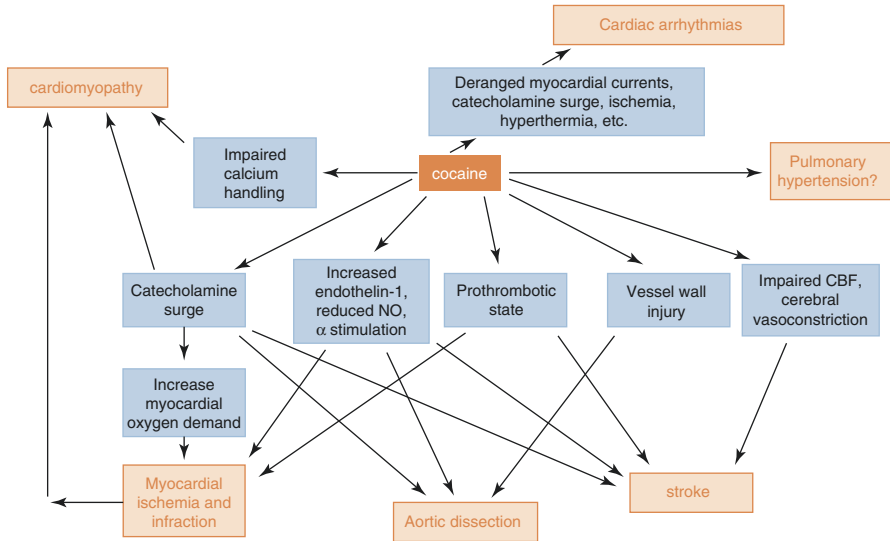 Cardiac arrhythmias
cardiomyopathy
Deranged myocardial currents,
catecholamine surge, ischemia,
hyperthermia, etc.
Impaired
calcium
handling
cocaine
Pulmonary
hypertension?
Catecholamine
surge
Increased
endothelin-1,
reduced NO,
α stimulation
Prothrombotic
state
Vessel wall
injury
Impaired CBF,
cerebral
vasoconstriction
Increase
myocardial
oxygen demand
Myocardial
ischemia and
infraction
Aortic dissection
stroke